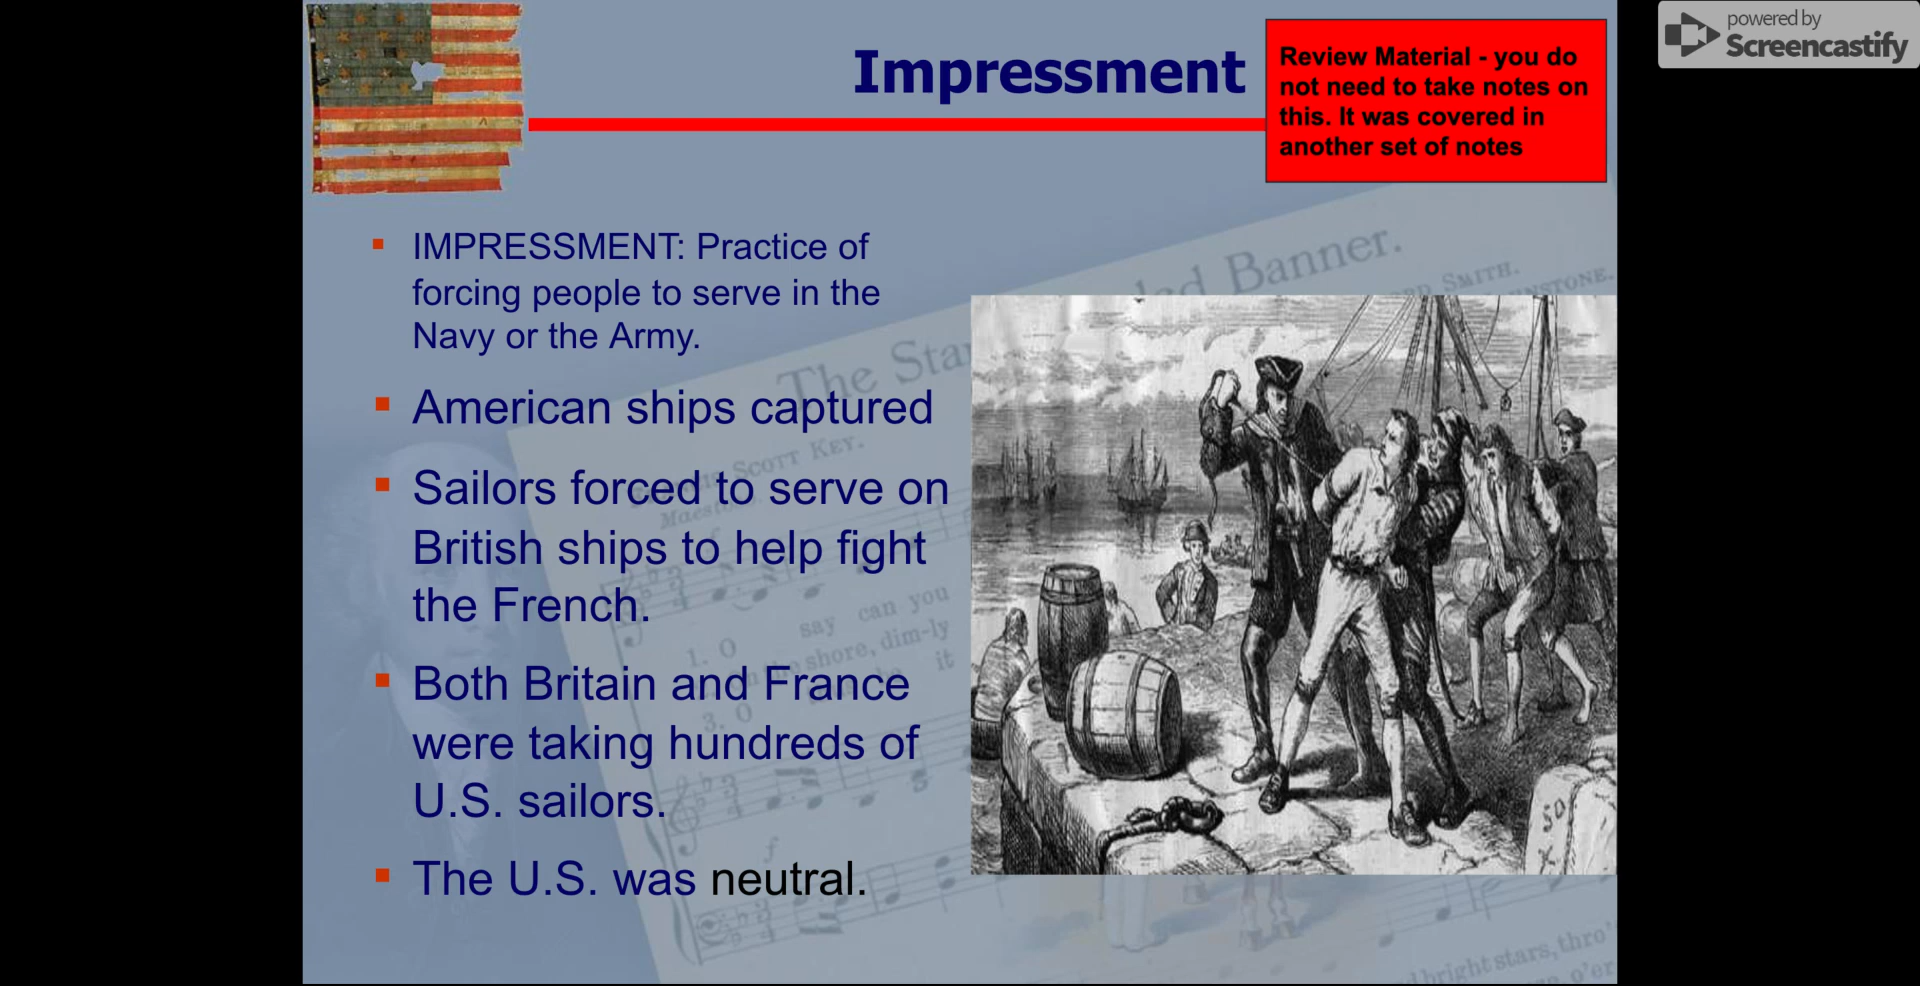 Impressment
Review Material - you do
not need to take notes on
this. It was covered in
another set of notes
powered by
Screencastify
IMPRESSMENT: Practice of
forcing people to serve in the
Navy or the Army.
American ships captured
Sailors forced to serve on
British ships to help fight
the French.
Both Britain and France
were taking hundreds of
U.S. sailors.
The U.S. was neutral.
Banner.
SMITH.
The
SCOTT KEY.
say can you
1. O
shore, dim-ly
it
3. O
f
50
bright stars, thro'
o'er